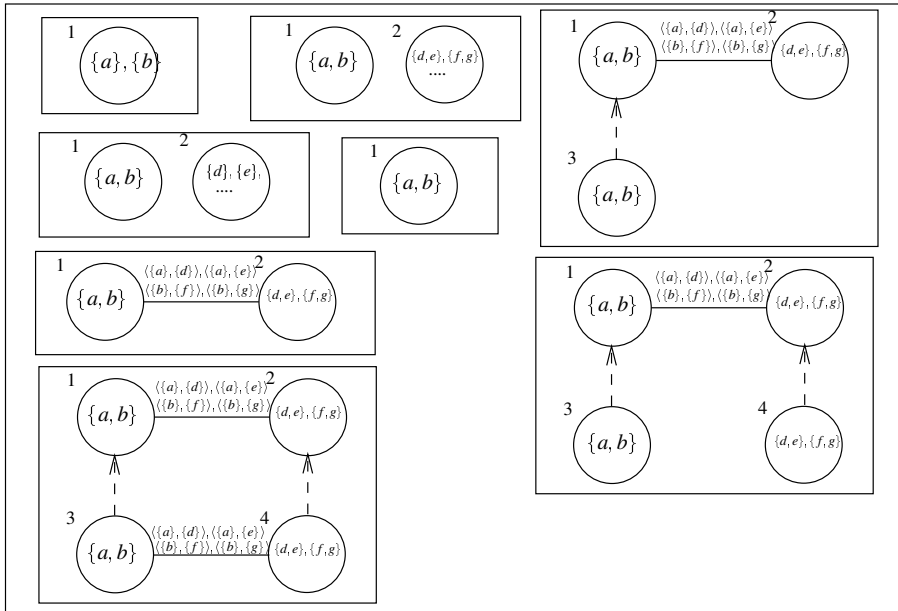 1
{a}, {b}
1
{a, b}
2
{d, e}, {f, g}
....
1
{a, b}
⟨{a}, {d}⟩, ⟨{a}, {e}⟩
⟨{b}, {f}⟩, ⟨{b}, {g}⟩
2
{d, e}, {f, g}
3
{a, b}
1
{a, b}
2
{d}, {e},
....
1
{a, b}
1
{a, b}
⟨{a}, {d}⟩, ⟨{a}, {e}⟩
⟨{b}, {f}⟩, ⟨{b}, {g}⟩
2
{d, e}, {f, g}
1
{a, b}
⟨{a}, {d}⟩, ⟨{a}, {e}⟩
⟨{b}, {f}⟩, ⟨{b}, {g}⟩
2
{d, e}, {f, g}
3
{a, b}
4
{d, e}, {f, g}
1
{a, b}
⟨{a}, {d}⟩, ⟨{a}, {e}⟩
⟨{b}, {f}⟩, ⟨{b}, {g}⟩
2
{d, e}, {f, g}
3
{a, b}
⟨{a}, {d}⟩, ⟨{a}, {e}⟩
⟨{b}, {f}⟩, ⟨{b}, {g}⟩
4
{d, e}, {f, g}